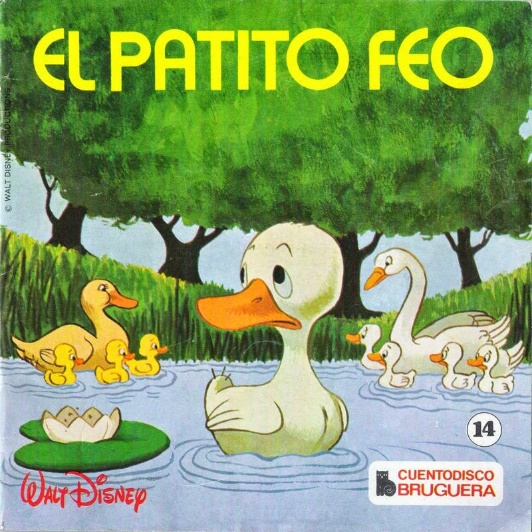 EL PATITO FEO
© WALT DISNEY PRODUCTIONS
14
WALT DISNEY
CUENTODISCO
BRUGUERA